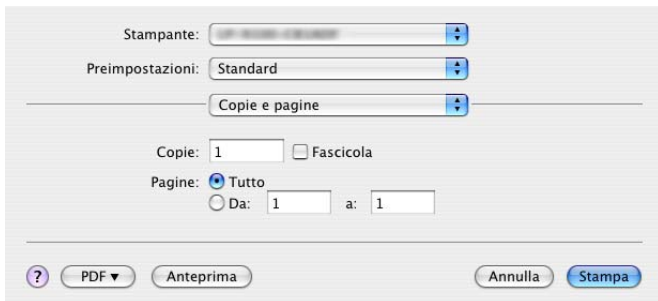 Stampante:
Preimpostazioni: Standard
Copie e pagine
Copie: 1 Fascicola
Pagine: Tutto
Da: 1 a: 1
? PDF ▼ Anteprima Annulla Stampa